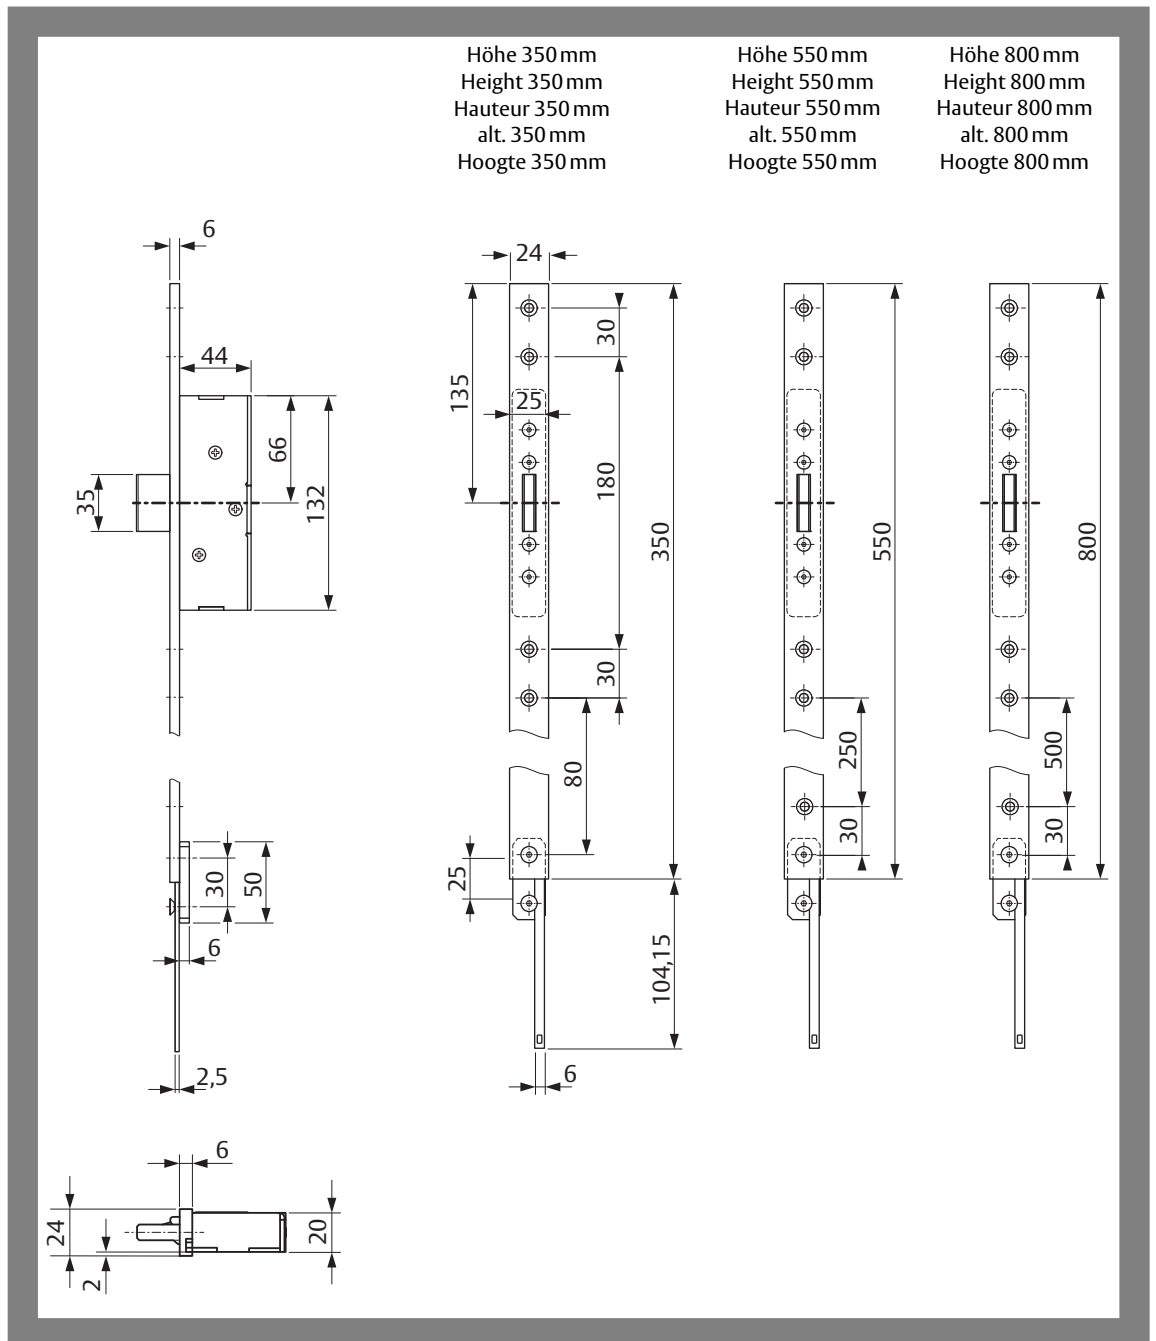 Höhe 350 mm
Height 350 mm
Hauteur 350 mm
alt. 350 mm
Hoogte 350 mm
Höhe 550 mm
Height 550 mm
Hauteur 550 mm
alt. 550 mm
Hoogte 550 mm
Höhe 800 mm
Height 800 mm
Hauteur 800 mm
alt. 800 mm
Hoogte 800 mm
6
44
66
132
35
30
50
6
2,5
24
135
30
25
180
350
30
80
25
104,15
6
550
250
30
800
500
30
6
24
2
20